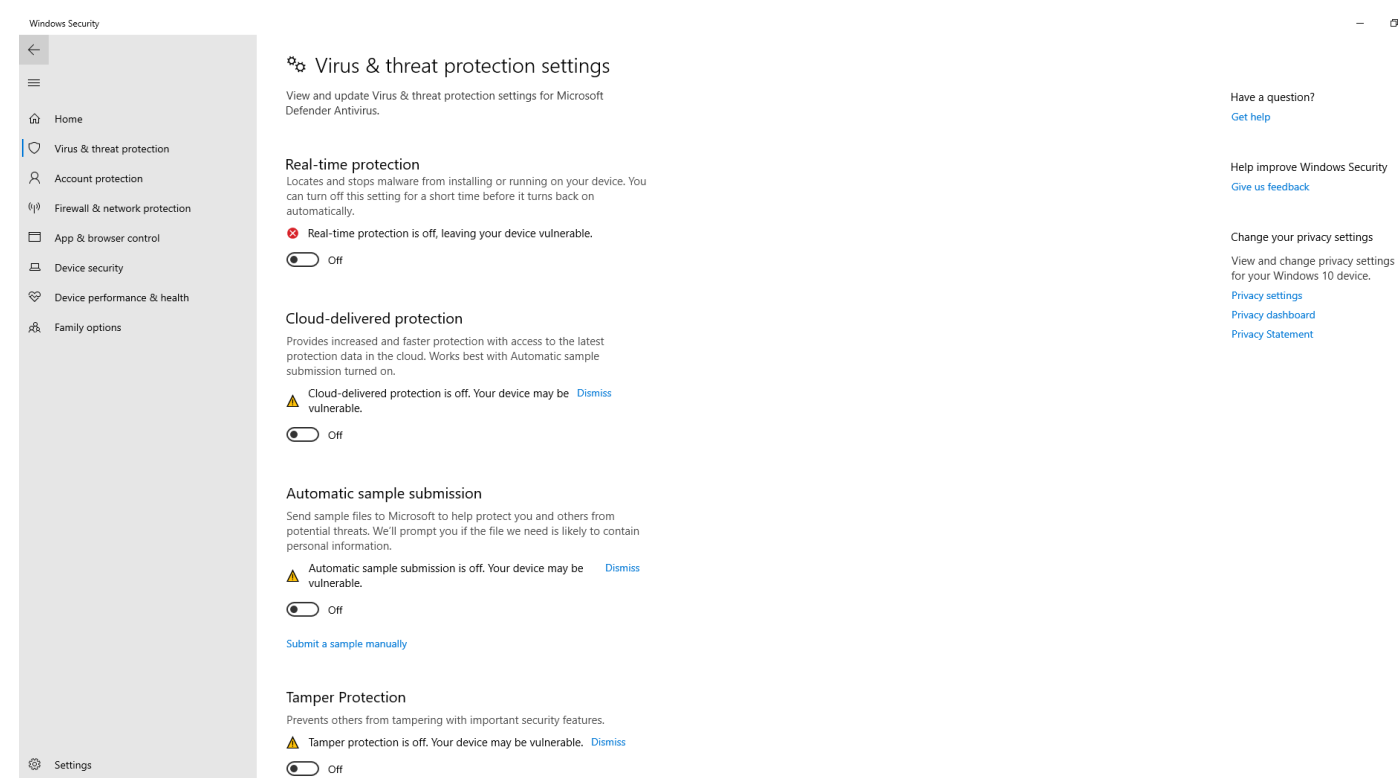 Windows Security
Home
Virus & threat protection
Account protection
Firewall & network protection
App & browser control
Device security
Device performance & health
Family options
Settings
Virus & threat protection settings
View and update Virus & threat protection settings for Microsoft
Defender Antivirus.
Real-time protection
Locates and stops malware from installing or running on your device. You
can turn off this setting for a short time before it turns back on
automatically.
Real-time protection is off, leaving your device vulnerable.
Off
Cloud-delivered protection
Provides increased and faster protection with access to the latest
protection data in the cloud. Works best with Automatic sample
submission turned on.
Cloud-delivered protection is off. Your device may be Dismiss
vulnerable.
Off
Automatic sample submission
Send sample files to Microsoft to help protect you and others from
potential threats. We'll prompt you if the file we need is likely to contain
personal information.
Automatic sample submission is off. Your device may be Dismiss
vulnerable.
Off
Submit a sample manually
Tamper Protection
Prevents others from tampering with important security features.
Tamper protection is off. Your device may be vulnerable. Dismiss
Off
Have a question?
Get help
Help improve Windows Security
Give us feedback
Change your privacy settings
View and change privacy settings
for your Windows 10 device.
Privacy settings
Privacy dashboard
Privacy Statement